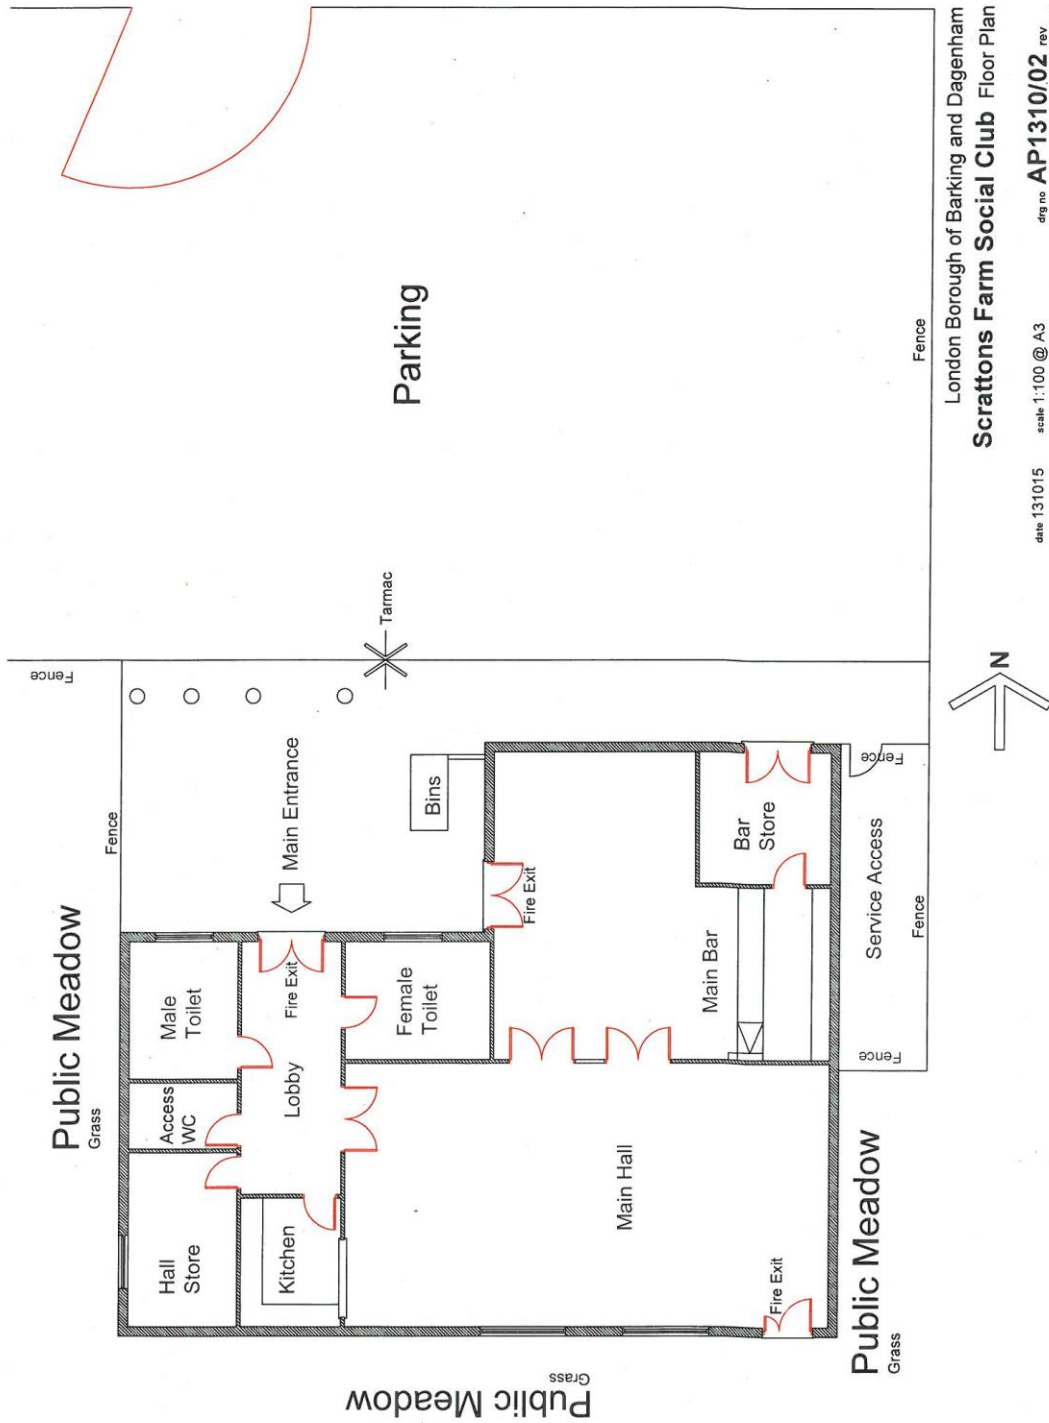 Public Meadow
Grass
Fence
Fence
Hall
Store
Access
WC
Male
Toilet
Kitchen
Lobby
Fire Exit
Main Entrance
Female
Toilet
Bins
Tarmac
Parking
Fire Exit
Main Hall
Main Bar
Bar
Store
Fire Exit
Public Meadow
Grass
Public Meadow
Grass
Fence
Service Access
Fence
Fence
Fence
N
London Borough of Barking and Dagenham
Scrattons Farm Social Club Floor Plan
date 131015 scale 1:100 @ A3 drg no AP1310/02 rev